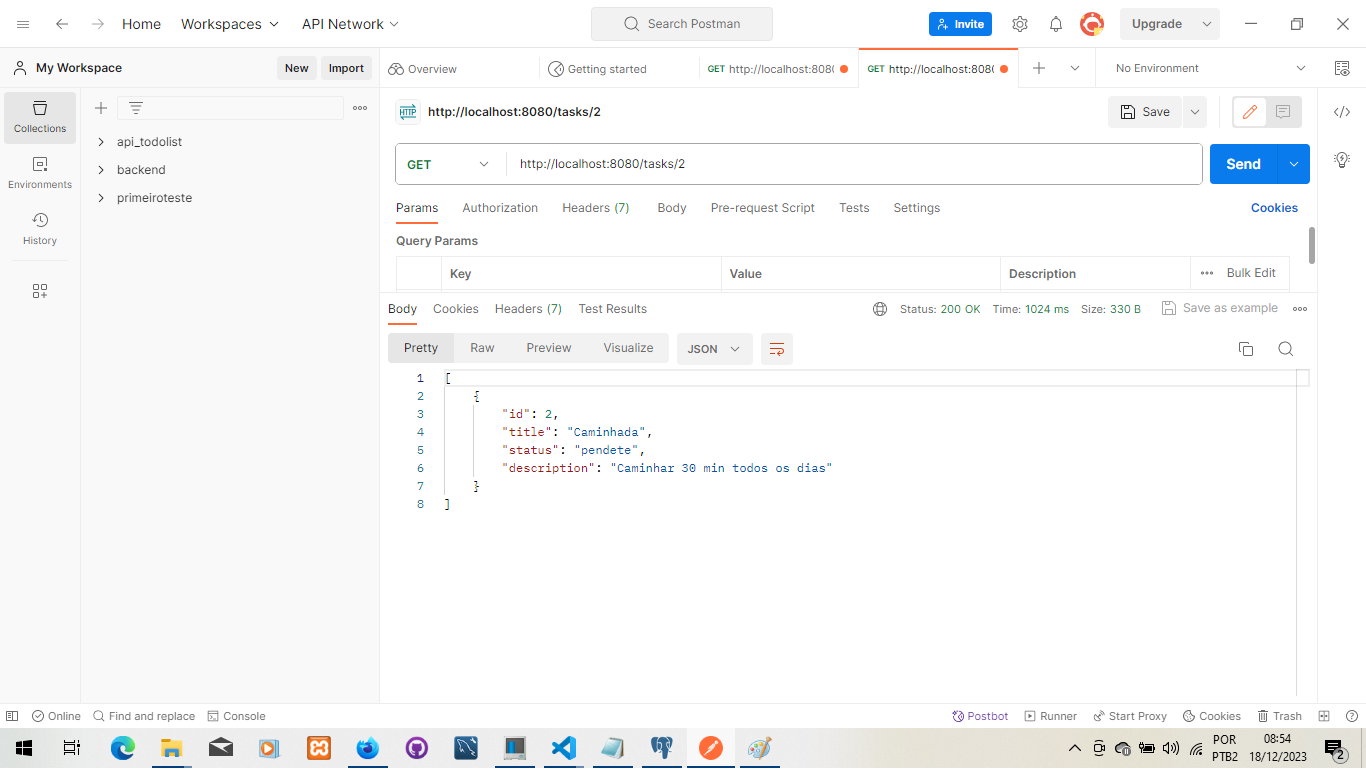 Home Workspaces API Network Search Postman Invite Upgrade
My Workspace New Import Overview Getting started GET http://localhost:808 GET http://localhost:808 No Environment
Collections
Environments
History
api_todolist
backend
primeiroteste
HTTP http://localhost:8080/tasks/2 Save
GET http://localhost:8080/tasks/2 Send
Params Authorization Headers (7) Body Pre-request Script Tests Settings Cookies
Query Params
Key Value Description Bulk Edit
Body Cookies Headers (7) Test Results Status: 200 OK Time: 1024 ms Size: 330 B Save as example
Pretty Raw Preview Visualize JSON
1 [
2 {
3 "id": 2,
4 "title": "Caminhada",
5 "status": "pendete",
6 "description": "Caminhar 30 min todos os dias"
7 }
8 ]
Online Find and replace Console Postbot Runner Start Proxy Cookies Trash
POR 08:54
PTB2 18/12/2023 2